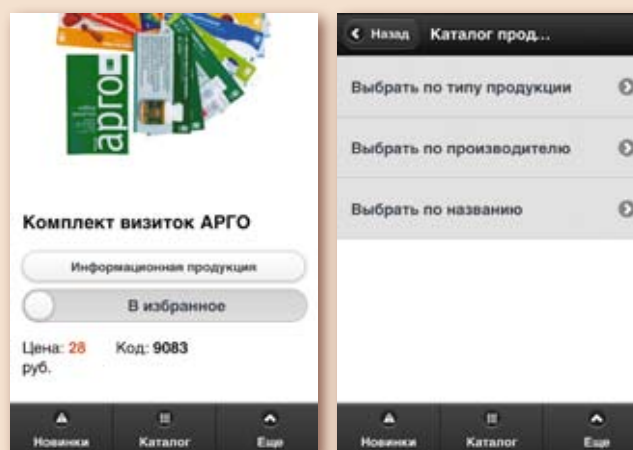 арго
Комплект визиток АРГО
Информационная продукция
В избранное
Цена: 28 Код: 9083
руб.
Новинки Каталог Еще
Назад Каталог прод...
Выбрать по типу продукции
Выбрать по производителю
Выбрать по названию
Новинки Каталог Еще